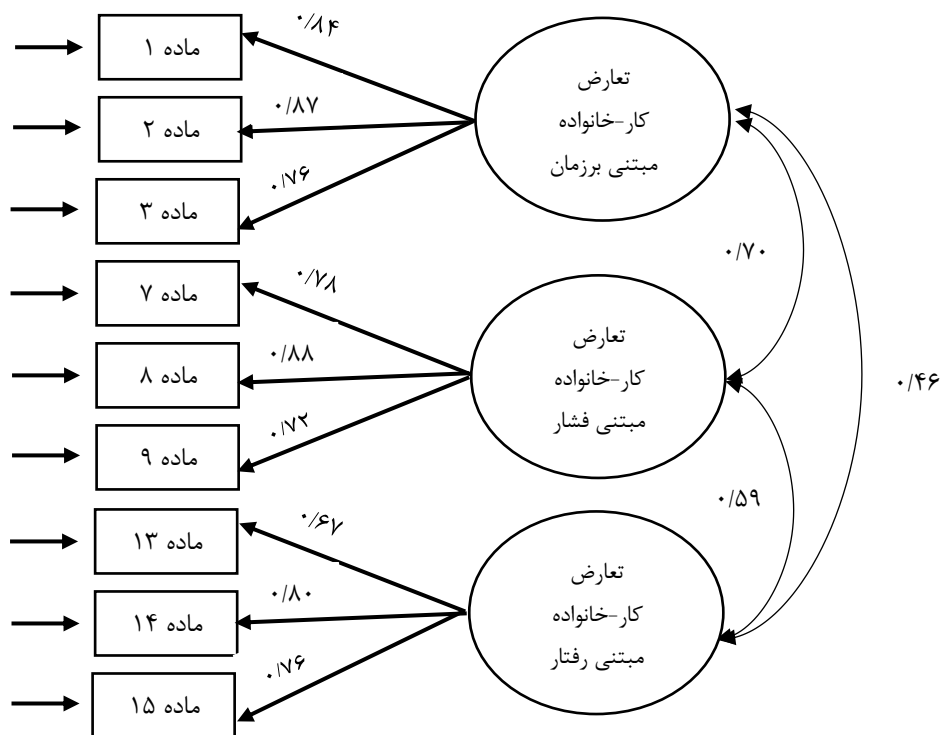 ۰/۸۴
ماده ۱
تعارض
کار-خانواده
مبتنی برزمان
۰/۸۷
ماده ۲
۰/۷۶
ماده ۳
۰/۷۰
۰/۷۸
ماده ۷
تعارض
کار-خانواده
مبتنی فشار
۰/۸۸
ماده ۸
۰/۴۶
۰/۷۲
ماده ۹
۰/۵۹
۰/۶۷
ماده ۱۳
تعارض
کار-خانواده
مبتنی رفتار
۰/۸۰
ماده ۱۴
۰/۷۶
ماده ۱۵